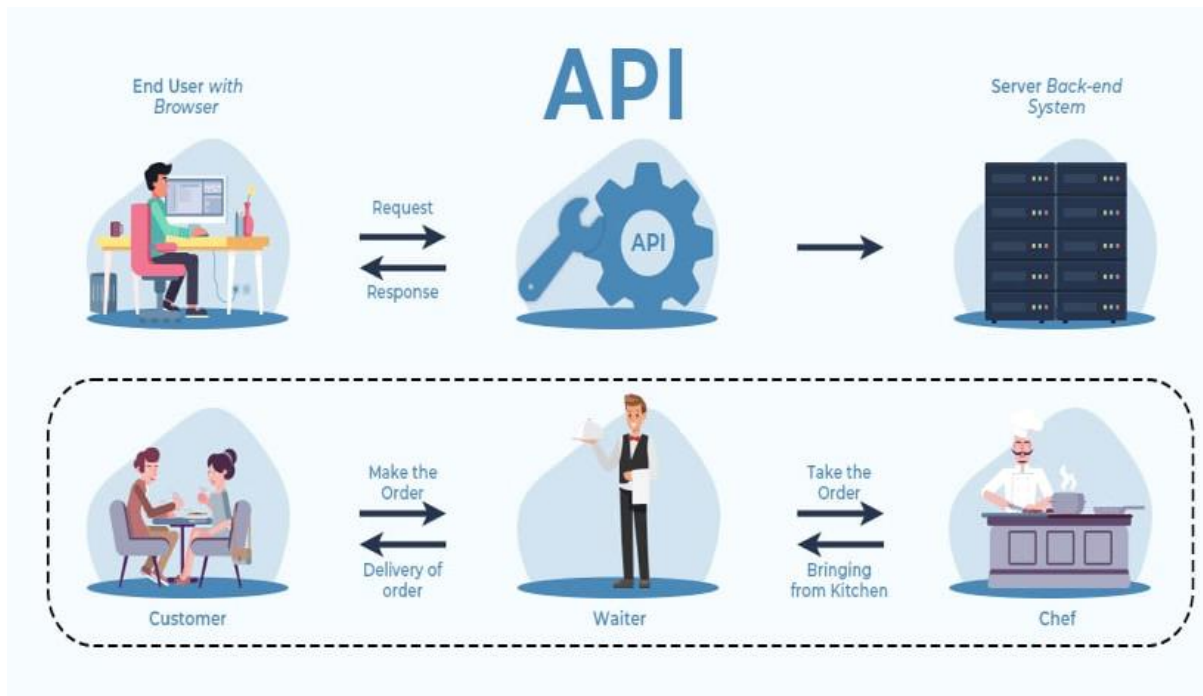 API
End User with
Browser
Server Back-end
System
Request
API
Response
Make the
Order
Take the
Order
Delivery of
order
Bringing
from Kitchen
Customer
Waiter
Chef